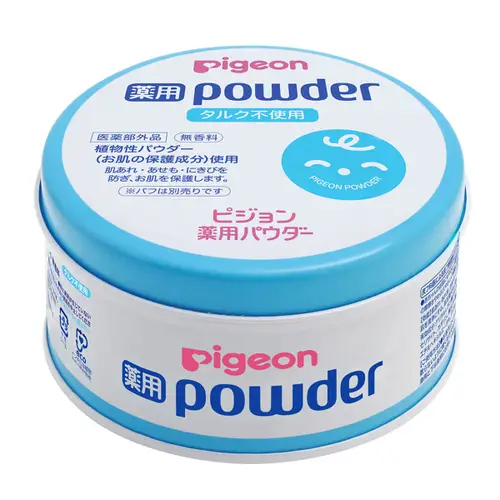 Pigeon
薬用 powder
タルク不使用
医薬部外品 無香料
植物性パウダー
(お肌の保護成分)使用
肌あれ・あせも・にきびを
防ぎ、お肌を保護します。
※パフは別売りです
PIGEON POWDER
ピジョン
薬用パウダー
Pigeon
薬用 powder